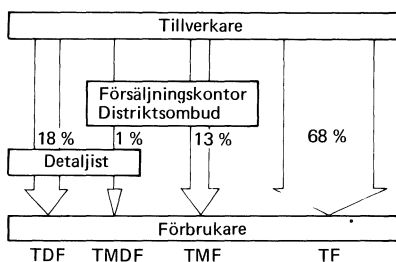 Tillverkare
Försäljningskontor
Distriktsombud
18 % 1 % 13 % 68 %
Detaljist
Förbrukare
TDF TMDF TMF TF